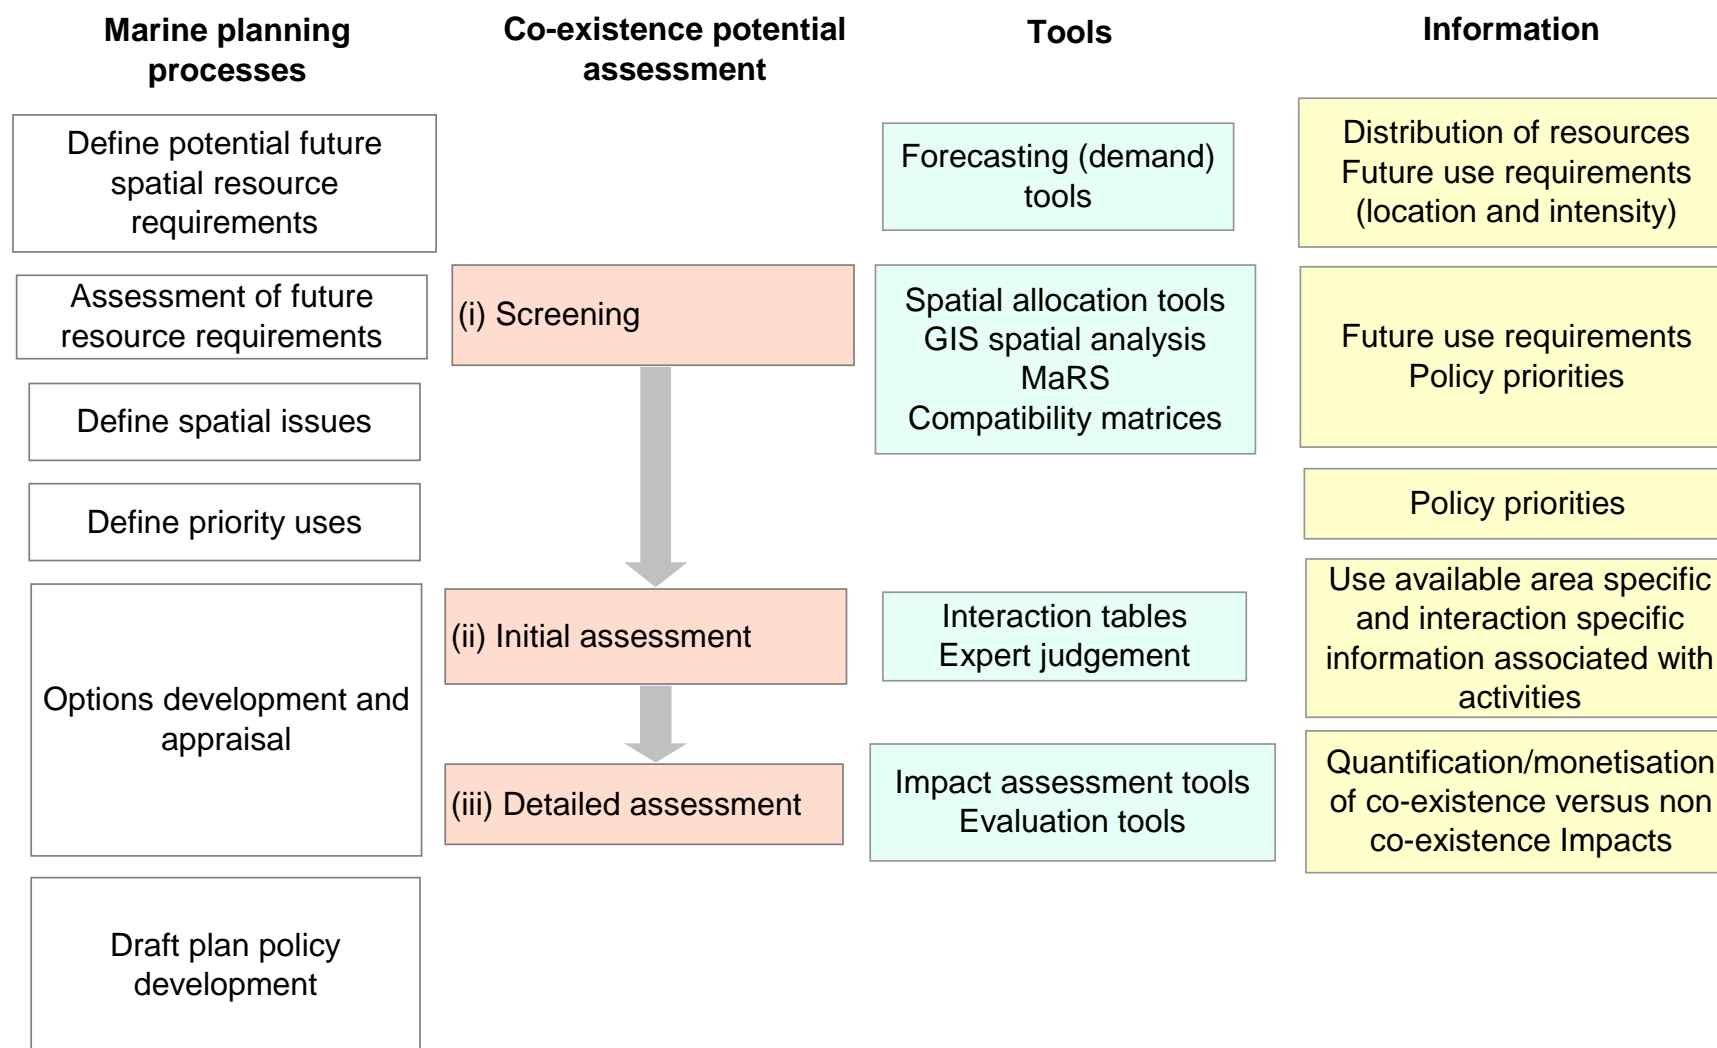 Marine planning
processes
Co-existence potential
assessment
Tools
Information
Define potential future
spatial resource
requirements
Forecasting (demand)
tools
Distribution of resources
Future use requirements
(location and intensity)
Assessment of future
resource requirements
(i) Screening
Spatial allocation tools
GIS spatial analysis
MaRS
Compatibility matrices
Future use requirements
Policy priorities
Define spatial issues
Define priority uses
Policy priorities
Options development and
appraisal
(ii) Initial assessment
Interaction tables
Expert judgement
Use available area specific
and interaction specific
information associated with
activities
(iii) Detailed assessment
Impact assessment tools
Evaluation tools
Quantification/monetisation
of co-existence versus non
co-existence Impacts
Draft plan policy
development